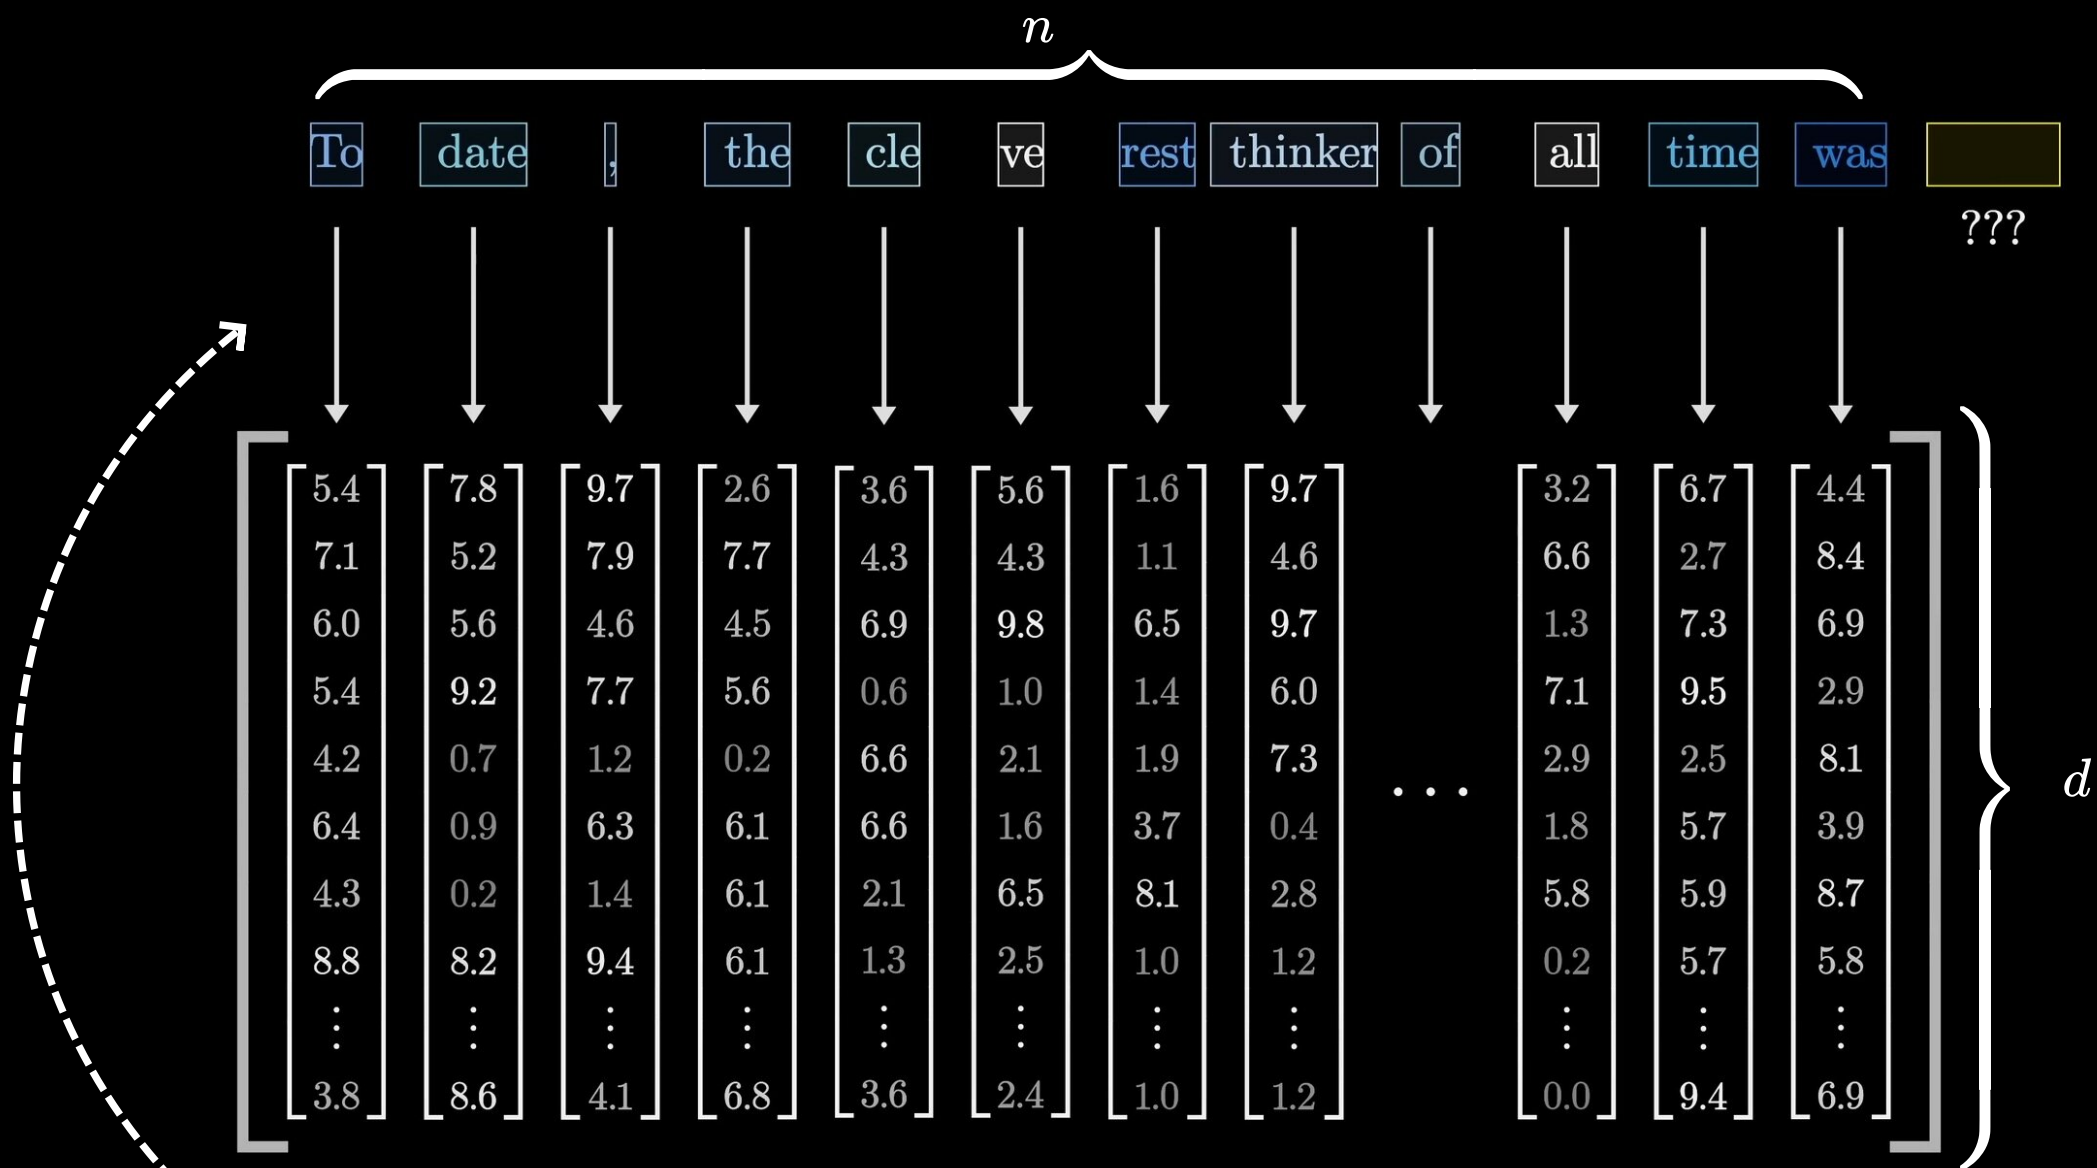 n
To date , the cle ve rest thinker of all time was
???
5.4 7.8 9.7 2.6 3.6 5.6 1.6 9.7 3.2 6.7 4.4
7.1 5.2 7.9 7.7 4.3 4.3 1.1 4.6 6.6 2.7 8.4
6.0 5.6 4.6 4.5 6.9 9.8 6.5 9.7 1.3 7.3 6.9
5.4 9.2 7.7 5.6 0.6 1.0 1.4 6.0 7.1 9.5 2.9
4.2 0.7 1.2 0.2 6.6 2.1 1.9 7.3 ... 2.9 2.5 8.1 d
6.4 0.9 6.3 6.1 6.6 1.6 3.7 0.4 1.8 5.7 3.9
4.3 0.2 1.4 6.1 2.1 6.5 8.1 2.8 5.8 5.9 8.7
8.8 8.2 9.4 6.1 1.3 2.5 1.0 1.2 0.2 5.7 5.8
⋮ ⋮ ⋮ ⋮ ⋮ ⋮ ⋮ ⋮ ⋮ ⋮ ⋮
3.8 8.6 4.1 6.8 3.6 2.4 1.0 1.2 0.0 9.4 6.9